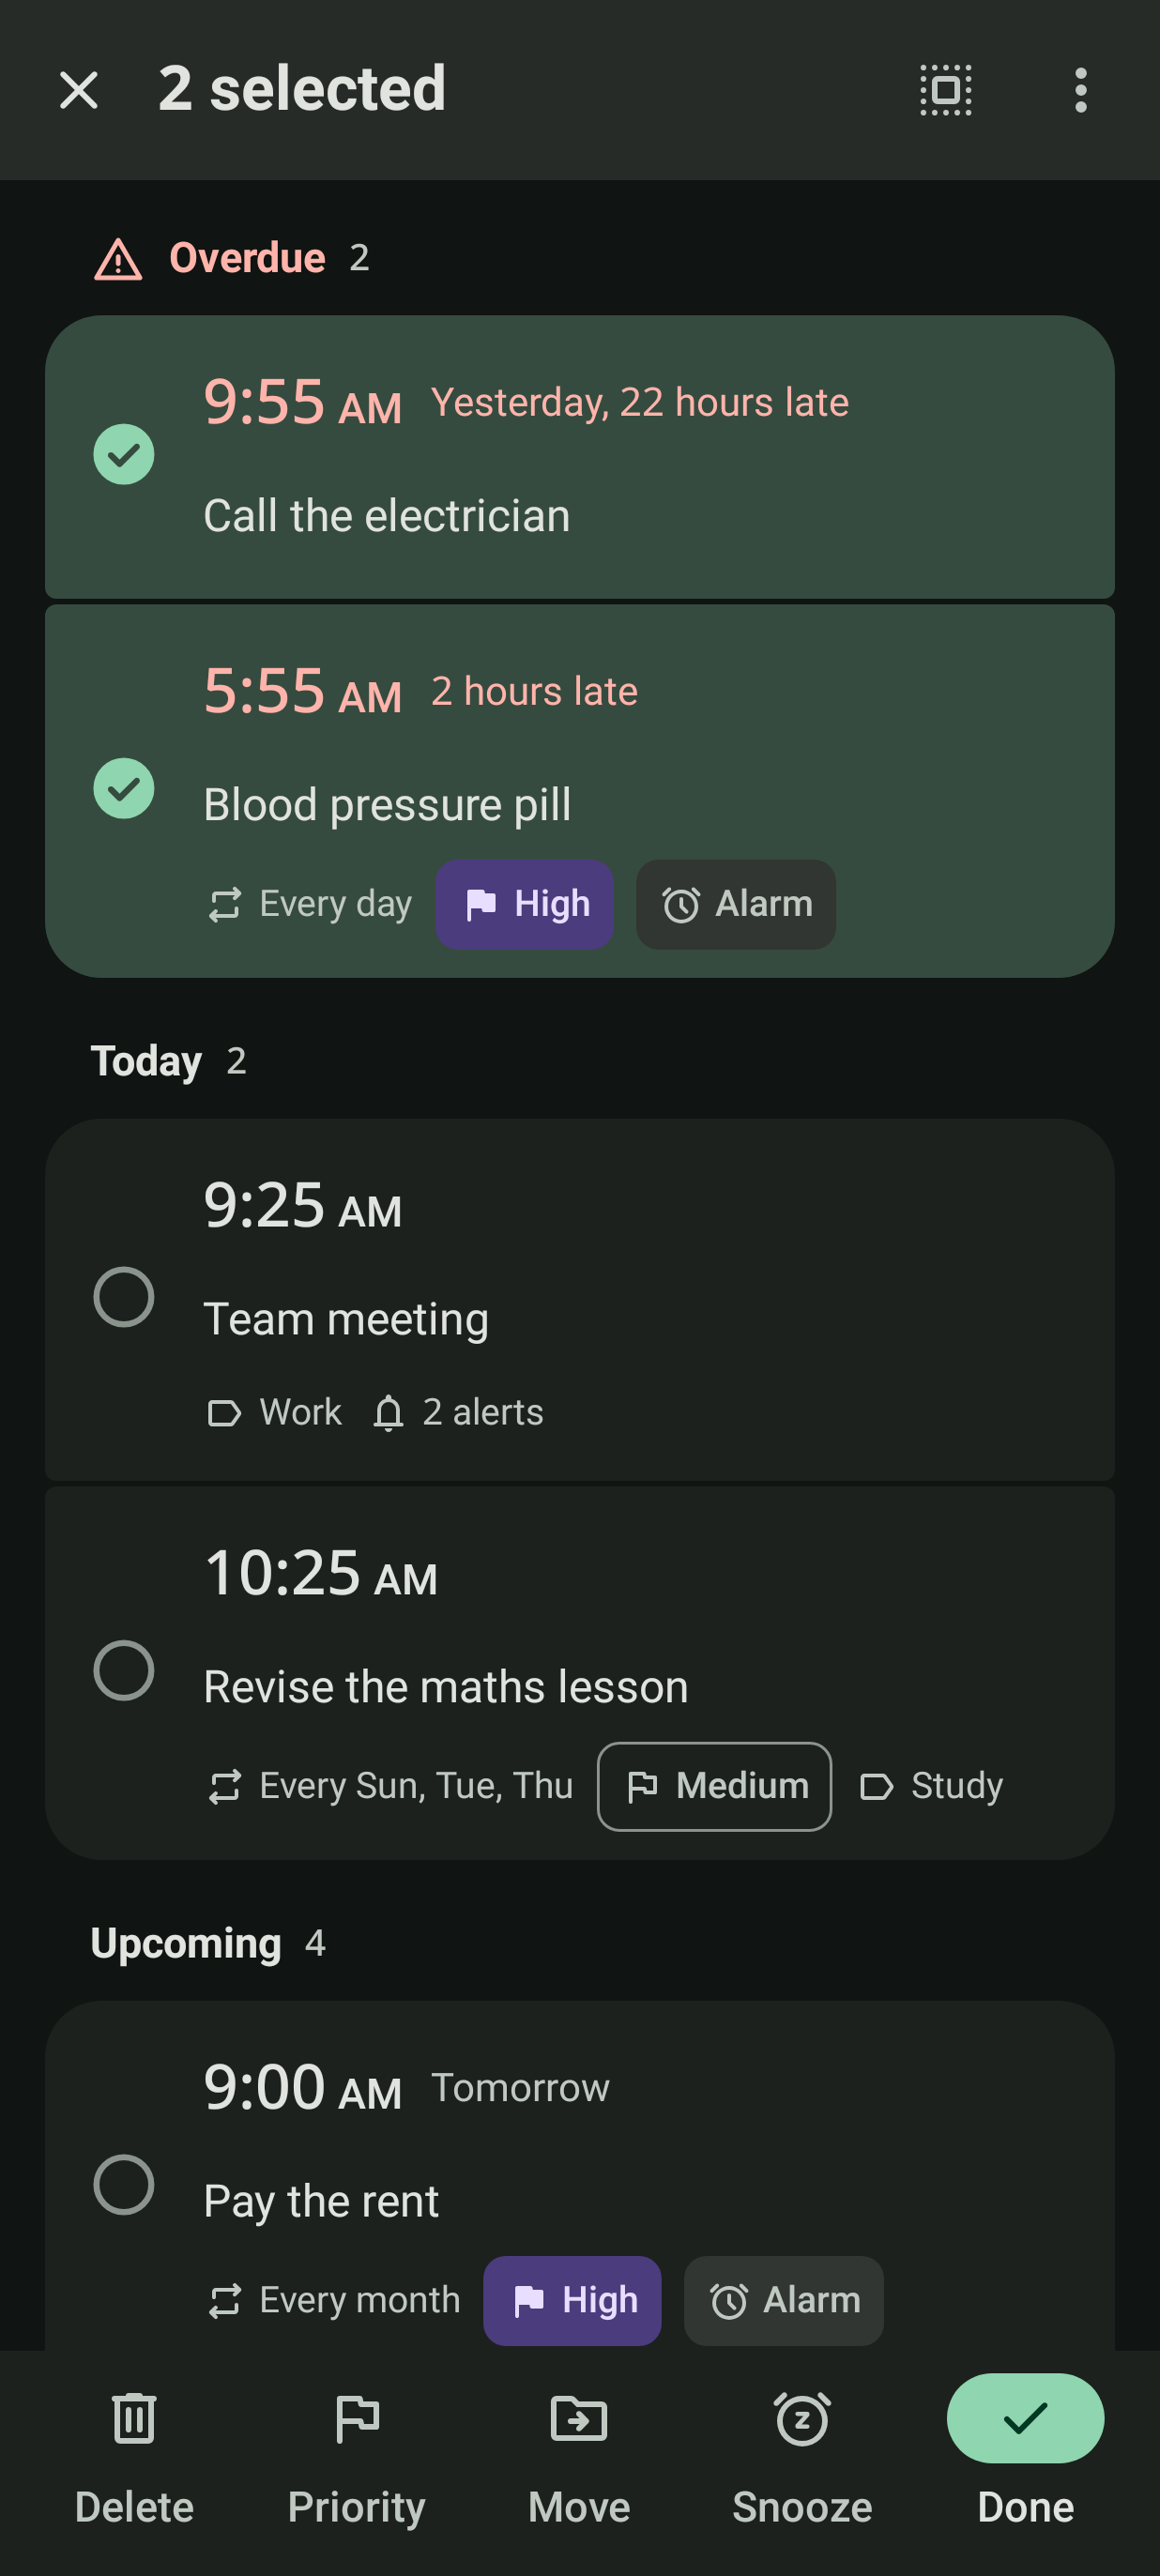 2 selected
Overdue 2
9:55 AM Yesterday, 22 hours late
Call the electrician
5:55 AM 2 hours late
Blood pressure pill
Every day High Alarm
Today 2
9:25 AM
Team meeting
Work 2 alerts
10:25 AM
Revise the maths lesson
Every Sun, Tue, Thu Medium Study
Upcoming 4
9:00 AM Tomorrow
Pay the rent
Every month High Alarm
Delete Priority Move Snooze Done